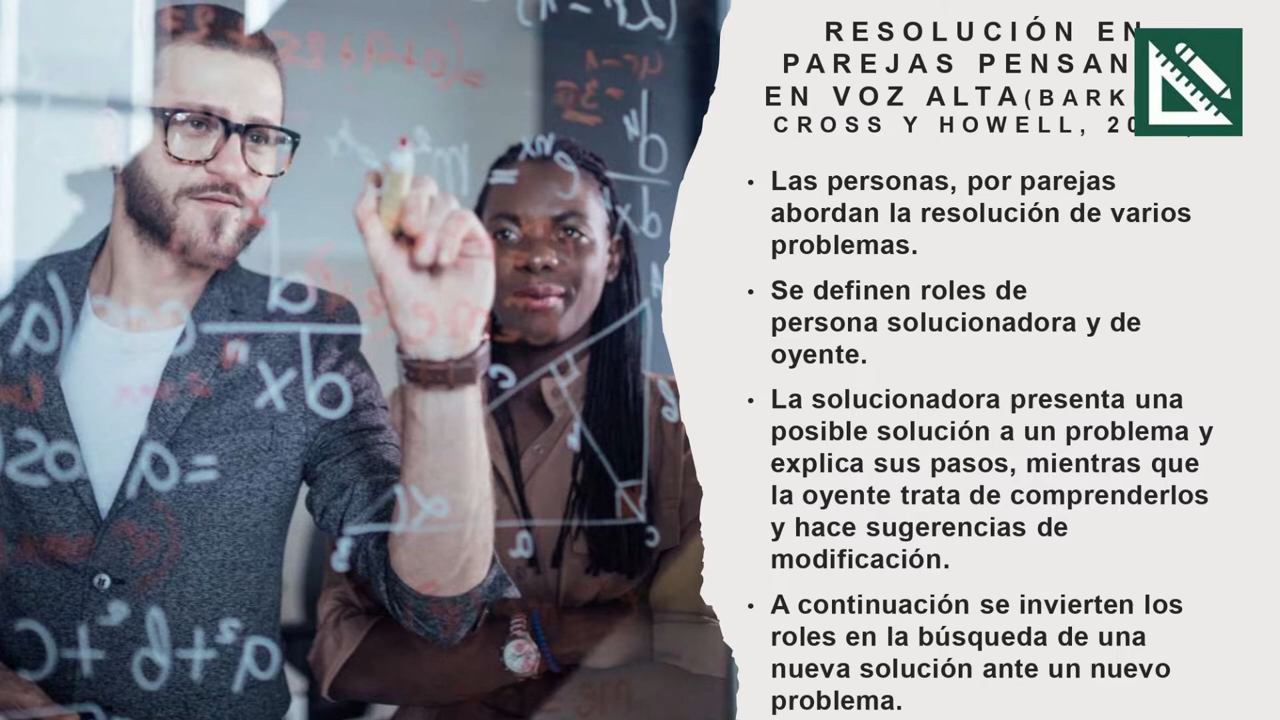 RESOLUCIÓN EN
PAREJAS PENSAN
EN VOZ ALTA(BARK
CROSS Y HOWELL, 20
• Las personas, por parejas
abordan la resolución de varios
problemas.
• Se definen roles de
persona solucionadora y de
oyente.
• La solucionadora presenta una
posible solución a un problema y
explica sus pasos, mientras que
la oyente trata de comprenderlos
y hace sugerencias de
modificación.
• A continuación se invierten los
roles en la búsqueda de una
nueva solución ante un nuevo
problema.